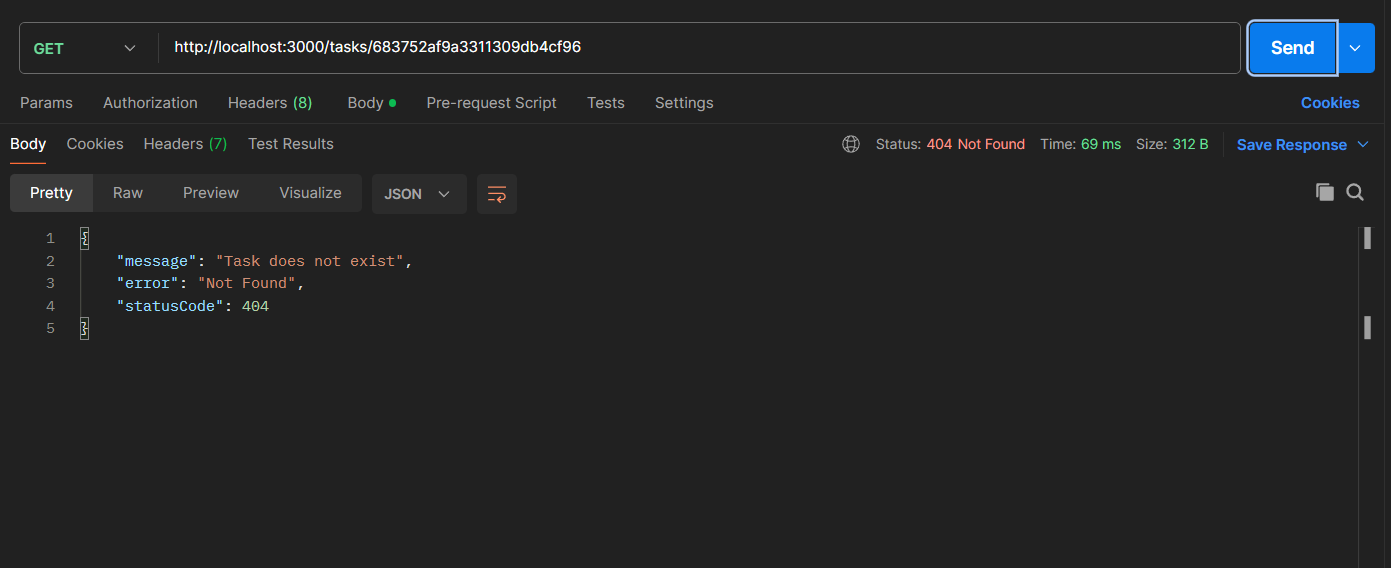 GET http://localhost:3000/tasks/683752af9a3311309db4cf96 Send
Params Authorization Headers (8) Body Pre-request Script Tests Settings Cookies
Body Cookies Headers (7) Test Results Status: 404 Not Found Time: 69 ms Size: 312 B Save Response
Pretty Raw Preview Visualize JSON
1 {
2 "message": "Task does not exist",
3 "error": "Not Found",
4 "statusCode": 404
5 }